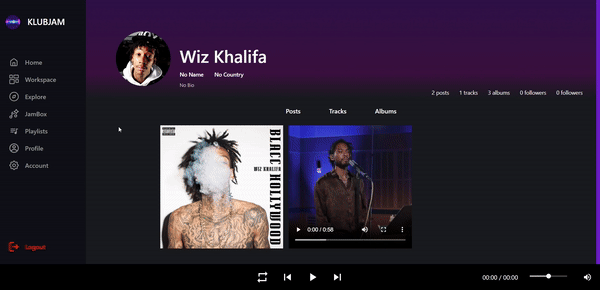 KLUBJAM
Home
Workspace
Explore
JamBox
Playlists
Profile
Account
Logout
Wiz Khalifa
No Name No Country
No Bio
2 posts 1 tracks 3 albums 0 followers 0 followers
Posts Tracks Albums
BLACC HOLLYWOOD
WIZ KHALIFA
0:00 / 0:58
00:00 / 00:00